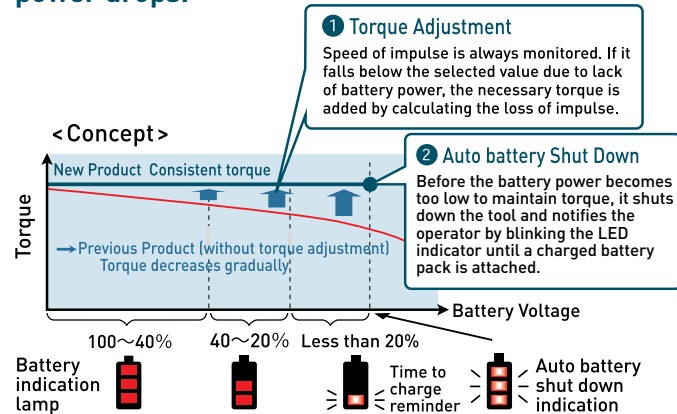 power drops.
1 Torque Adjustment
Speed of impulse is always monitored. If it
falls below the selected value due to lack
of battery power, the necessary torque is
added by calculating the loss of impulse.
<Concept>
2 Auto battery Shut Down
Before the battery power becomes
too low to maintain torque, it shuts
down the tool and notifies the
operator by blinking the LED
indicator until a charged battery
pack is attached.
New Product Consistent torque
Torque
→Previous Product (without torque adjustment)
Torque decreases gradually
Battery Voltage
100～40%
40～20%
Less than 20%
Battery
indication
lamp
Time to
charge
reminder
Auto battery
shut down
indication